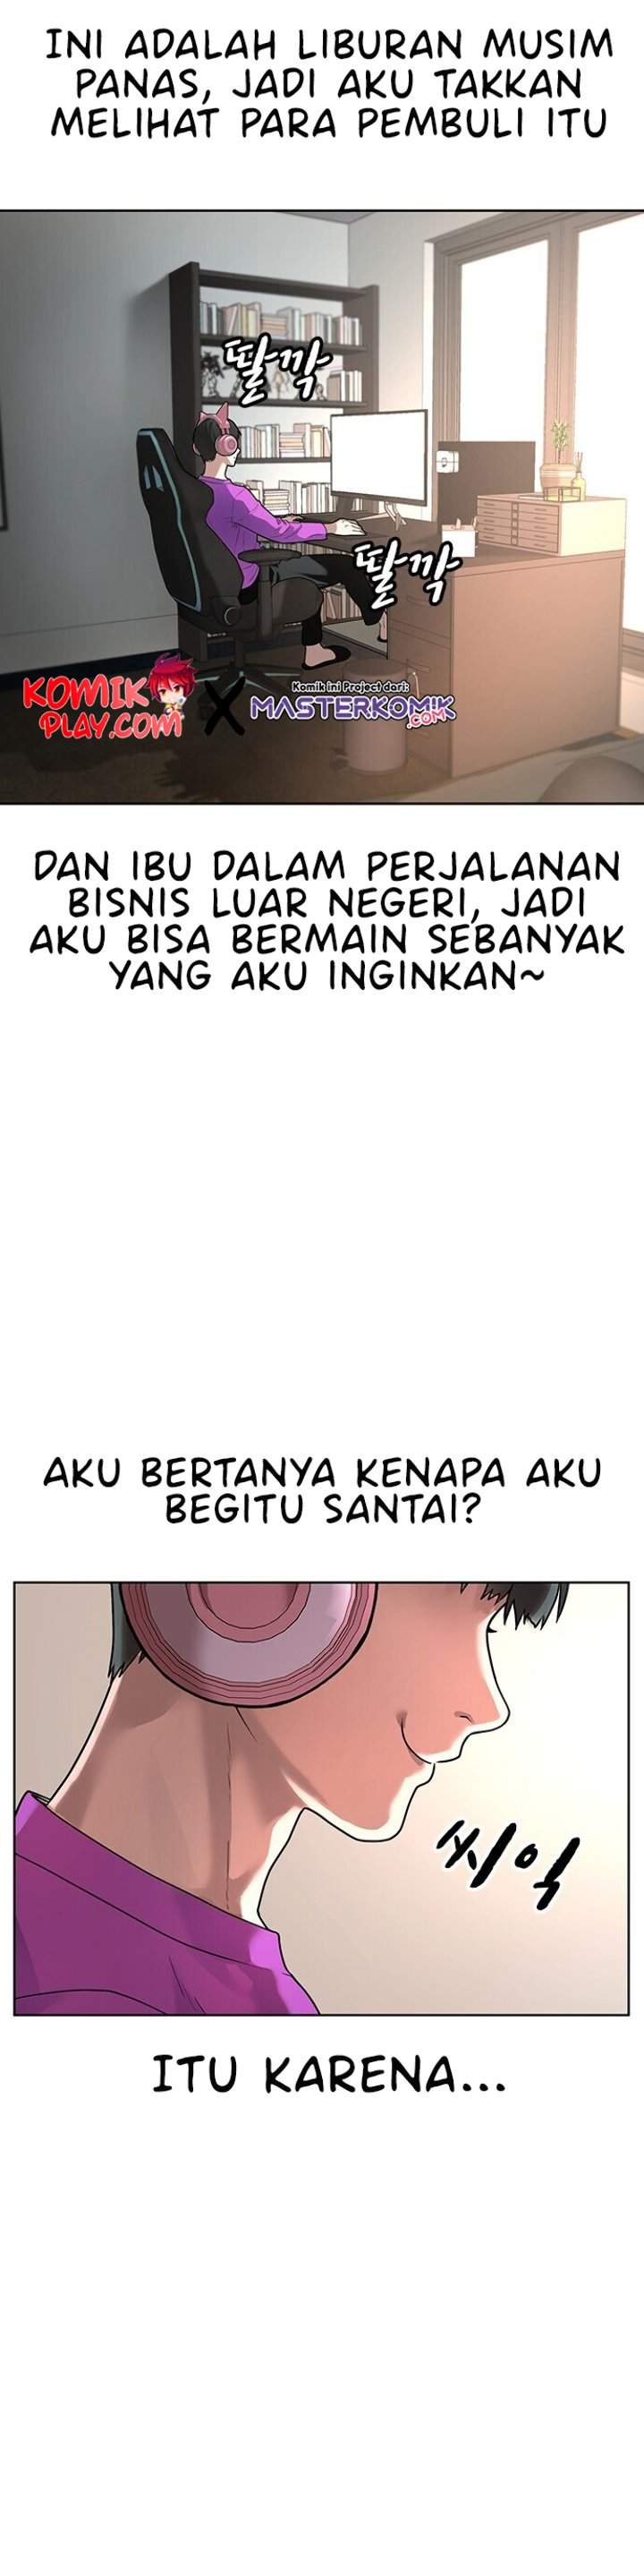 INI ADALAH LIBURAN MUSIM
PANAS, JADI AKU TAKKAN
MELIHAT PARA PEMBULI ITU
딸깍
딸깍
KOMIK
PLAY.COM
X
Komik ini Project dari:
MASTERKOMIK
.COM
DAN IBU DALAM PERJALANAN
BISNIS LUAR NEGERI, JADI
AKU BISA BERMAIN SEBANYAK
YANG AKU INGINKAN~
AKU BERTANYA KENAPA AKU
BEGITU SANTAI?
씨익
ITU KARENA...